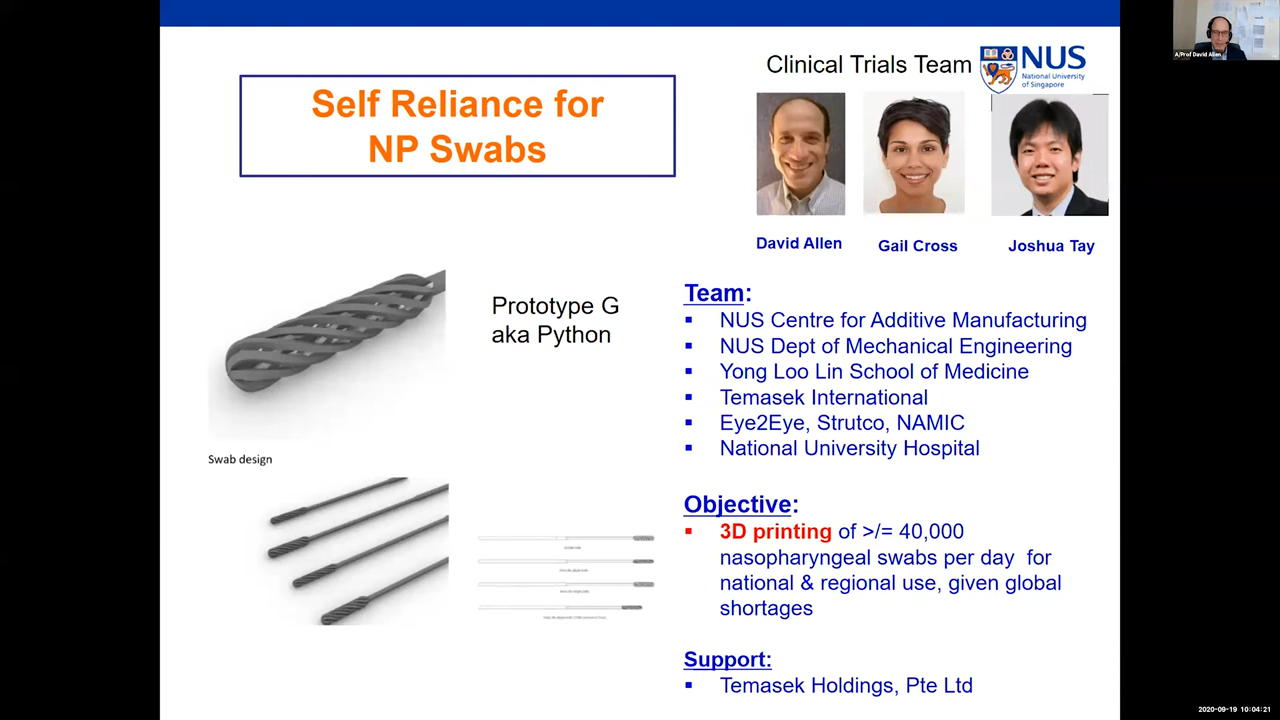 Self Reliance for
NP Swabs
Clinical Trials Team
NUS
National University
of Singapore
A/Prof David Allen
David Allen
Gail Cross
Joshua Tay
Prototype G
aka Python
Swab design
Team:
▪ NUS Centre for Additive Manufacturing
▪ NUS Dept of Mechanical Engineering
▪ Yong Loo Lin School of Medicine
▪ Temasek International
▪ Eye2Eye, Strutco, NAMIC
▪ National University Hospital
Objective:
▪ 3D printing of >/= 40,000
nasopharyngeal swabs per day for
national & regional use, given global
shortages
Support:
▪ Temasek Holdings, Pte Ltd
2020-09-19 10:04:21